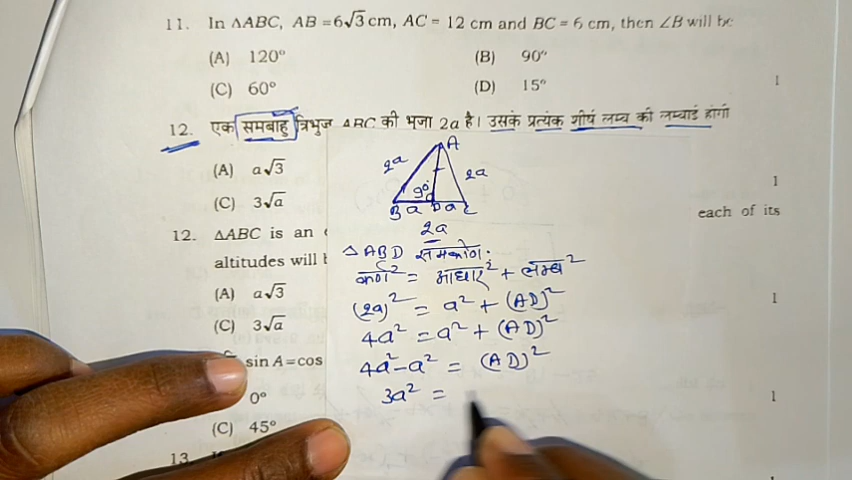 11. In ΔABC, AB = 6√3 cm, AC = 12 cm and BC = 6 cm, then ∠B will be
(A) 120° (B) 90°
(C) 60° (D) 15°
1
12. एक समबाहु त्रिभुज ABC की भुजा 2a है। उसके प्रत्येक शीर्ष लम्ब की लम्बाई होगी
(A) a√3
(C) 3√a
1
A
2a 2a
90°
B a D a C
2a
12. ΔABC is an each of its
altitudes will b
(A) a√3
(C) 3√a
1
ΔABD समकोण.
कर्ण² = आधार² + लम्ब²
(2a)² = a² + (AD)²
4a² = a² + (AD)²
4a² - a² = (AD)²
3a² =
sin A = cos
0°
(C) 45°
1
13.